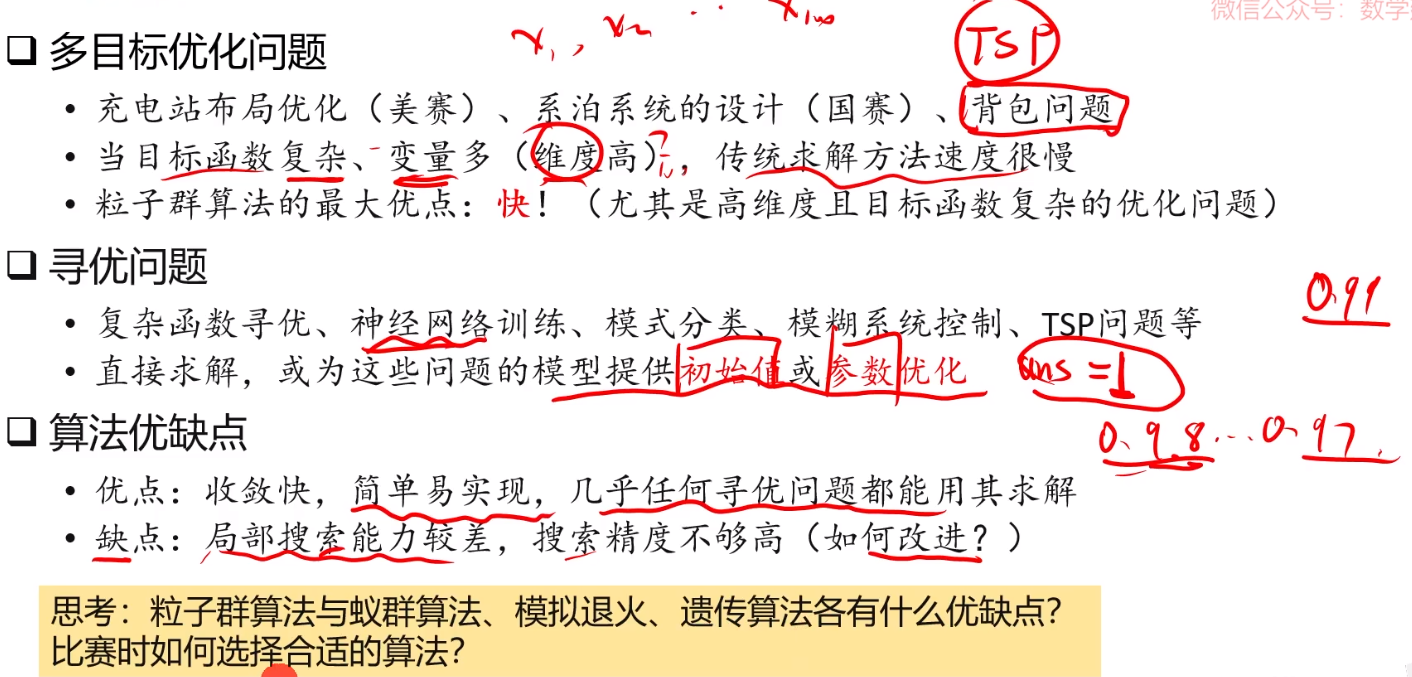 微信公众号：数学
x₁, x₂ ... x₁₀₀
TSP
❑ 多目标优化问题
• 充电站布局优化（美赛）、系泊系统的设计（国赛）、背包问题
• 当目标函数复杂、变量多（维度高），传统求解方法速度很慢
• 粒子群算法的最大优点：快！（尤其是高维度且目标函数复杂的优化问题）
❑ 寻优问题
0.99
• 复杂函数寻优、神经网络训练、模式分类、模糊系统控制、TSP问题等
• 直接求解，或为这些问题的模型提供初始值或参数优化
=1
❑ 算法优缺点
0.98...0.97
• 优点：收敛快，简单易实现，几乎任何寻优问题都能用其求解
• 缺点：局部搜索能力较差，搜索精度不够高（如何改进？）
思考：粒子群算法与蚁群算法、模拟退火、遗传算法各有什么优缺点？
比赛时如何选择合适的算法？